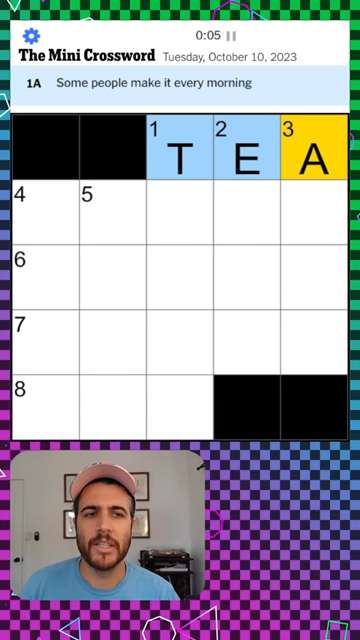 0:05
The Mini Crossword Tuesday, October 10, 2023
1A Some people make it every morning
1 2 3
T E A
4 5
6
7
8